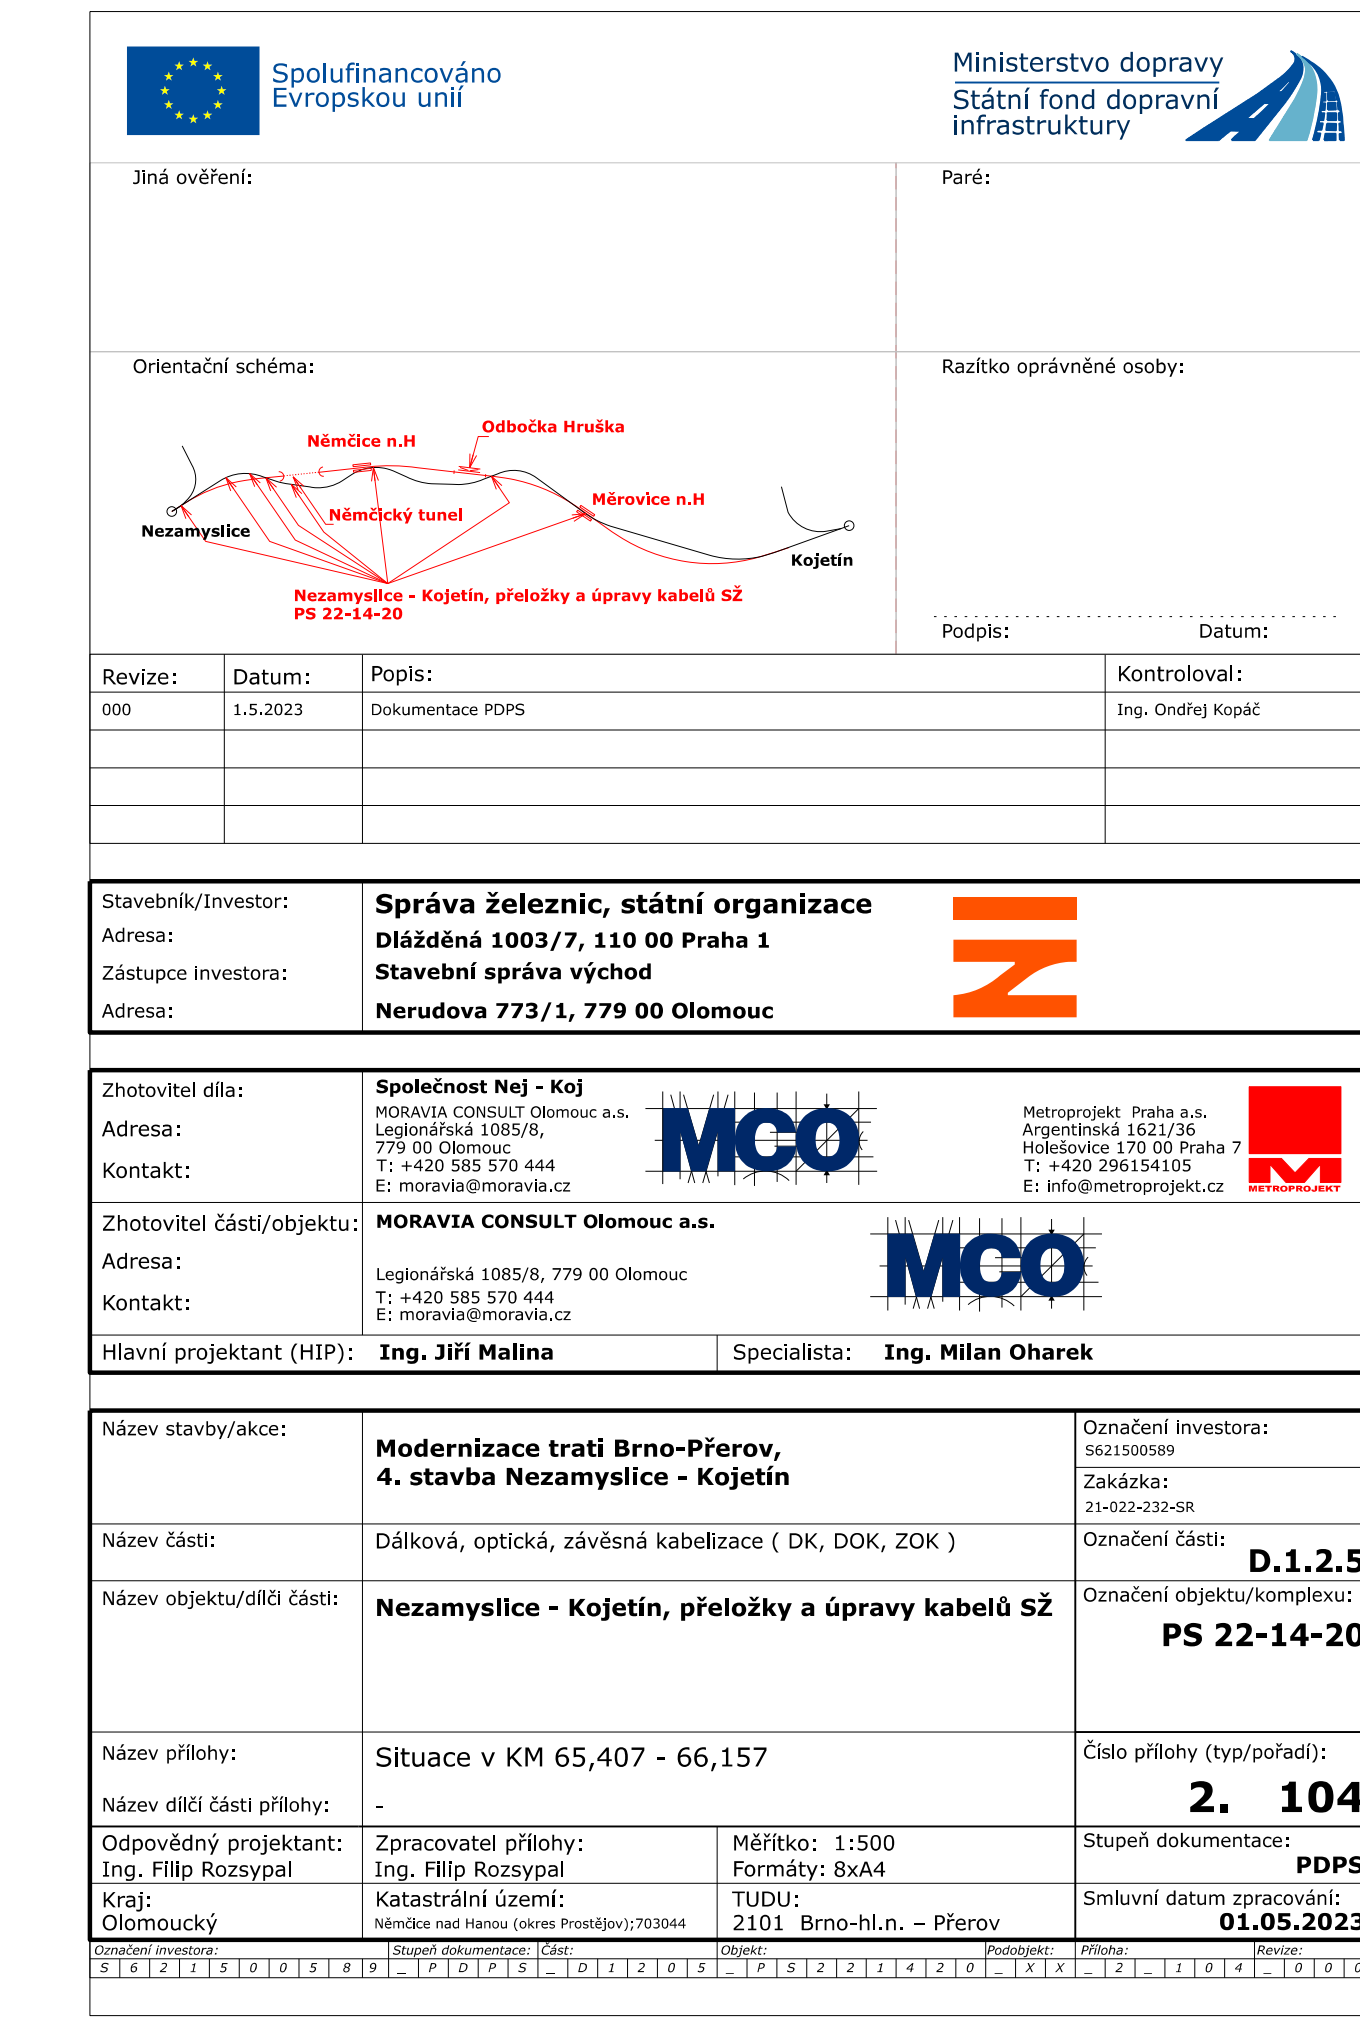 Spolufinancováno
Evropskou unií
Ministerstvo dopravy
Státní fond dopravní
infrastruktury
Jiná ověření:
Paré:
Orientační schéma:
Razítko oprávněné osoby:
Odbočka Hruška
Němčice n.H
Měrovice n.H
Němčický tunel
Nezamyslice
Kojetín
Nezamyslice - Kojetín, přeložky a úpravy kabelů SŽ
PS 22-14-20
Podpis: Datum:
Revize: Datum: Popis: Kontroloval:
000 1.5.2023 Dokumentace PDPS Ing. Ondřej Kopáč
Stavebník/Investor: Správa železnic, státní organizace
Adresa: Dlážděná 1003/7, 110 00 Praha 1
Zástupce investora: Stavební správa východ
Adresa: Nerudova 773/1, 779 00 Olomouc
Zhotovitel díla:
Adresa:
Kontakt:
Společnost Nej - Koj
MORAVIA CONSULT Olomouc a.s.
Legionářská 1085/8,
779 00 Olomouc
T: +420 585 570 444
E: moravia@moravia.cz
MCO
Metroprojekt Praha a.s.
Argentinská 1621/36
Holešovice 170 00 Praha 7
T: +420 296154105
E: info@metroprojekt.cz
METROPROJEKT
Zhotovitel části/objektu: MORAVIA CONSULT Olomouc a.s.
Adresa:
Legionářská 1085/8, 779 00 Olomouc
Kontakt:
T: +420 585 570 444
E: moravia@moravia.cz
MCO
Hlavní projektant (HIP): Ing. Jiří Malina Specialista: Ing. Milan Oharek
Název stavby/akce:
Modernizace trati Brno-Přerov,
4. stavba Nezamyslice - Kojetín
Označení investora:
S621500589
Zakázka:
21-022-232-SR
Název části: Dálková, optická, závěsná kabelizace ( DK, DOK, ZOK )
Označení části:
D.1.2.5
Název objektu/dílči části: Nezamyslice - Kojetín, přeložky a úpravy kabelů SŽ
Označení objektu/komplexu:
PS 22-14-20
Název přílohy: Situace v KM 65,407 - 66,157
Číslo přílohy (typ/pořadí):
2. 104
Název dílčí části přílohy: -
Odpovědný projektant: Zpracovatel přílohy: Měřítko: 1:500 Stupeň dokumentace:
Ing. Filip Rozsypal Ing. Filip Rozsypal Formáty: 8xA4 PDPS
Kraj: Katastrální území: TUDU: Smluvní datum zpracování:
Olomoucký Němčice nad Hanou (okres Prostějov);703044 2101 Brno-hl.n. – Přerov 01.05.2023
Označení investora: Stupeň dokumentace: Část: Objekt: Podobjekt: Příloha: Revize:
S 6 2 1 5 0 0 5 8 9 _ P D P S _ D 1 2 0 5 _ P S 2 2 1 4 2 0 _ X X _ 2 _ 1 0 4 _ 0 0 0